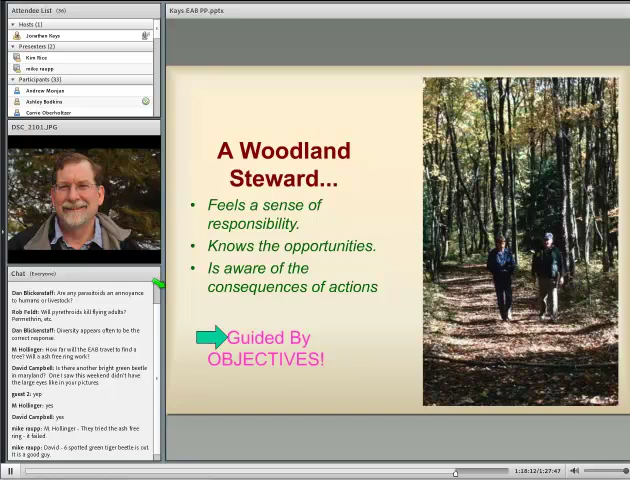 Attendee List (36)
Hosts (1)
Jonathan Kays
Presenters (2)
Kim Rice
mike raupp
Participants (33)
Andrew Monjan
Ashley Bodkins
Carrie Oberholtzer
DSC_2101.JPG
Chat (Everyone)
Dan Blickenstaff: Are any parasitoids an annoyance
to humans or livestock?
Rob Feldt: Will pyrethroids kill flying adults?
Permethrin, etc.
Dan Blickenstaff: Diversity appears often to be the
correct response.
M Hollinger: How far will the EAB travel to find a
tree? Will a ash free ring work?
David Campbell: Is there another bright green beetle
in maryland? One I saw this weekend didn't have
the large eyes like in your pictures.
guest 2: yep
M Hollinger: yes
David Campbell: yes
mike raupp: M. Hollinger - They tried the ash free
ring - it failed.
mike raupp: David - 6 spotted green tiger beetle is out
It is a good guy.
Kays EAB PP.pptx
A Woodland
Steward...
• Feels a sense of
responsibility.
• Knows the opportunities.
• Is aware of the
consequences of actions
Guided By
OBJECTIVES!
1:18:12/1:27:47